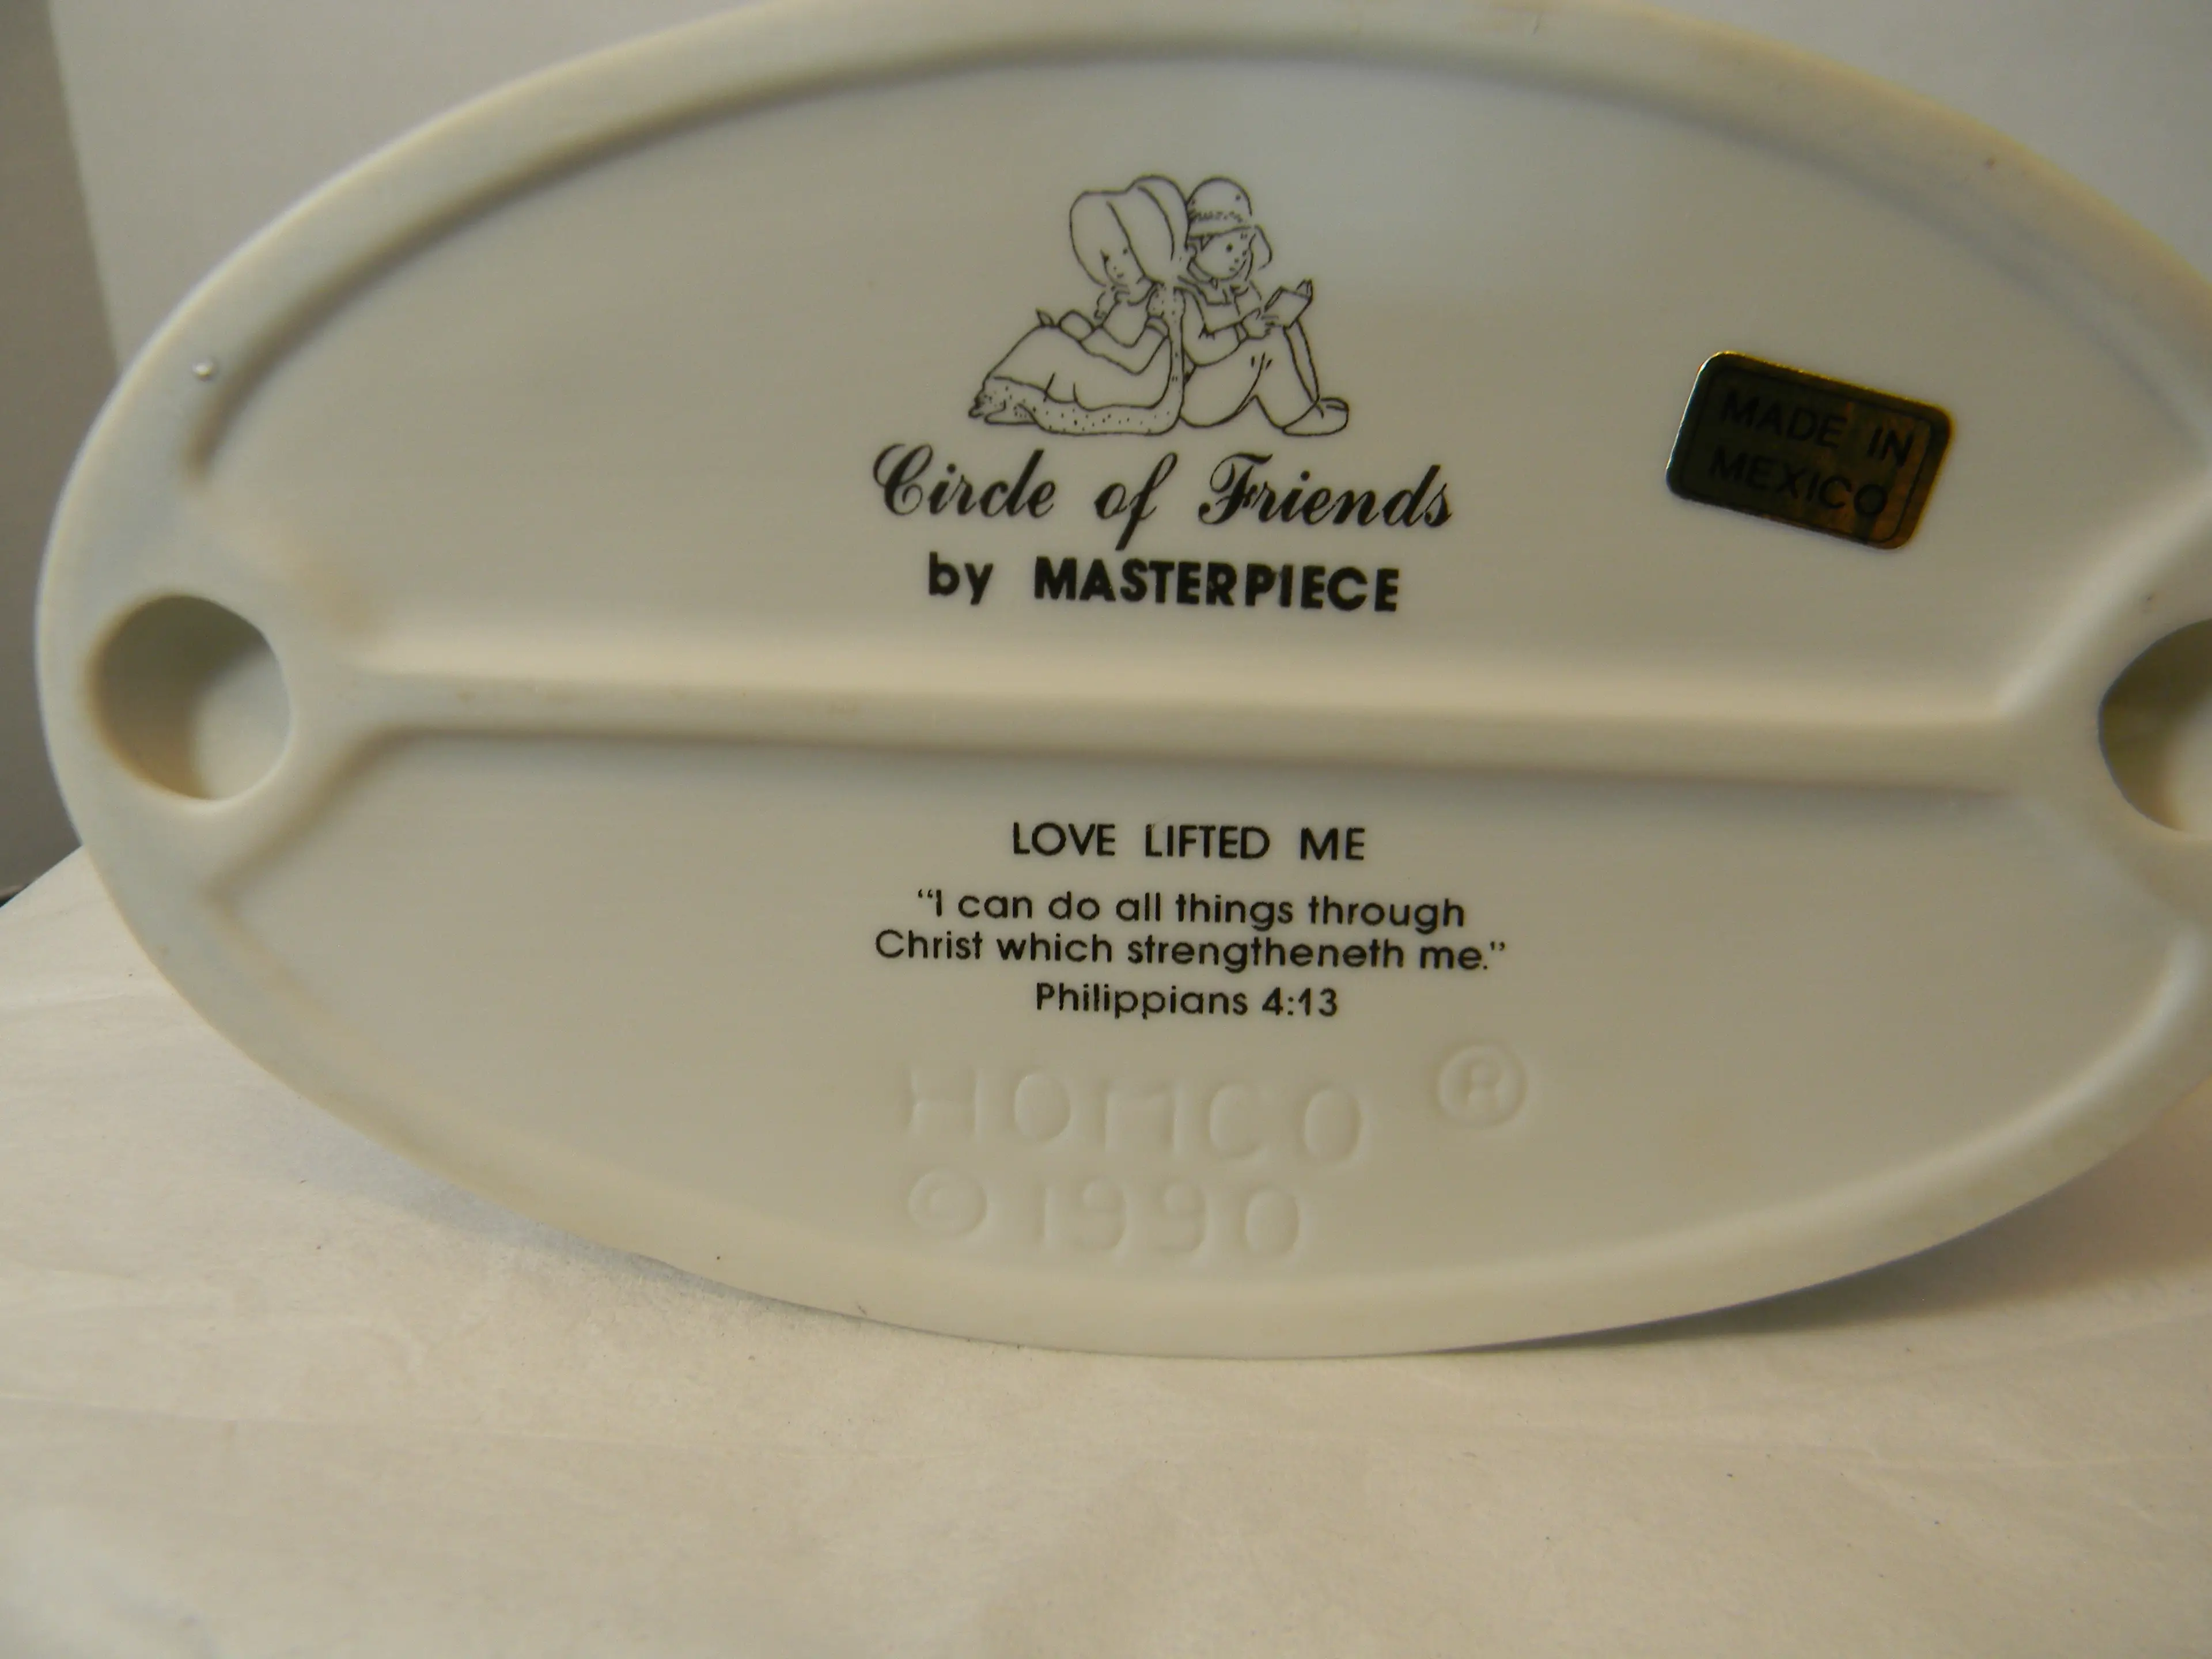 Circle of Friends
by MASTERPIECE
MADE IN
MEXICO
LOVE LIFTED ME
“I can do all things through
Christ which strengtheneth me.”
Philippians 4:13
HOMCO ®
©1990